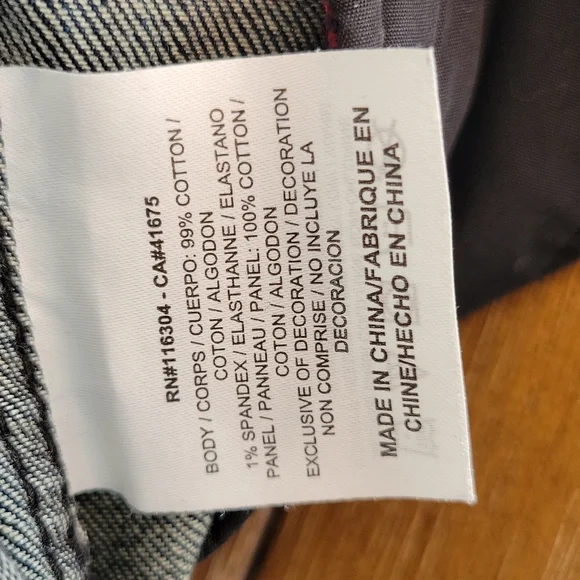 RN#116304 - CA#41675
BODY / CORPS / CUERPO: 99% COTTON /
COTON / ALGODON
1% SPANDEX / ELASTHANNE / ELASTANO
PANEL / PANNEAU / PANEL: 100% COTTON /
COTON / ALGODON
EXCLUSIVE OF DECORATION / DECORATION
NON COMPRISE / NO INCLUYE LA
DECORACION
MADE IN CHINA/FABRIQUE EN
CHINE/HECHO EN CHINA